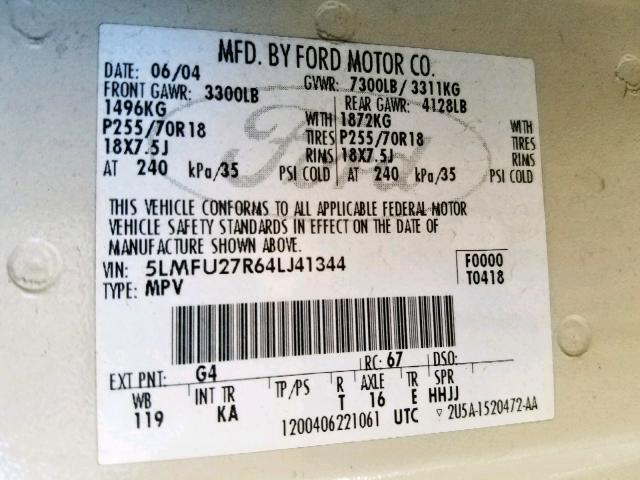 MFD. BY FORD MOTOR CO.
DATE: 06/04 GVWR: 7300LB/ 3311KG
FRONT GAWR: 3300LB REAR GAWR: 4128LB
1496KG WITH 1872KG WITH
P255/70R18 TIRES P255/70R18 TIRES
18X7.5J RIMS 18X7.5J RIMS
AT 240 kPa/35 PSI COLD AT 240 kPa/35 PSI COLD
THIS VEHICLE CONFORMS TO ALL APPLICABLE FEDERAL MOTOR
VEHICLE SAFETY STANDARDS IN EFFECT ON THE DATE OF
MANUFACTURE SHOWN ABOVE.
VIN: 5LMFU27R64LJ41344 F0000
TYPE: MPV T0418
EXT PNT: G4 RC: 67 DSO:
WB INT TR TP/PS R AXLE TR SPR
119 KA T 16 E HHJJ
1200406221061 UTC ▽ 2U5A-1520472-AA
Ford